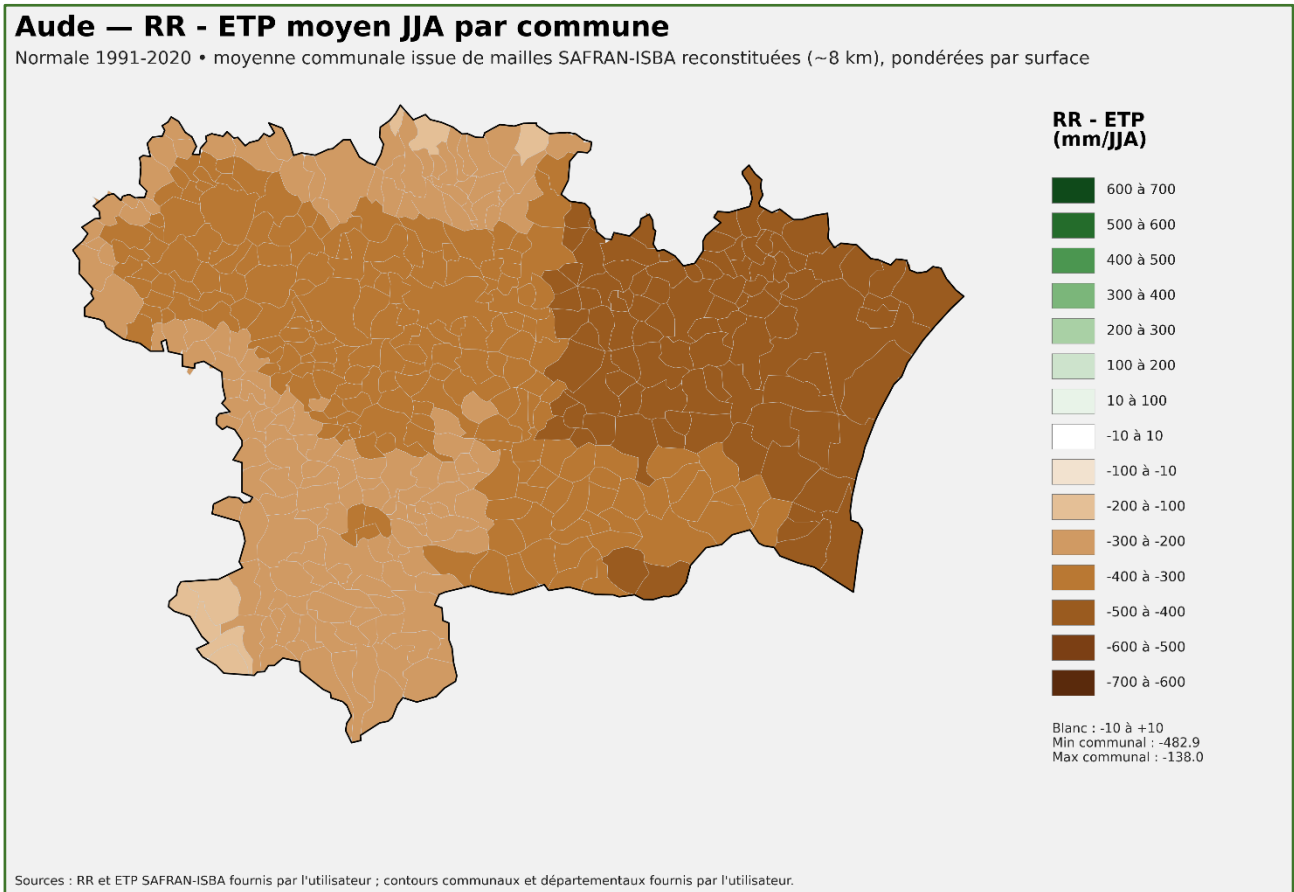 Aude — RR - ETP moyen JJA par commune
Normale 1991-2020 • moyenne communale issue de mailles SAFRAN-ISBA reconstituées (~8 km), pondérées par surface
RR - ETP
(mm/JJA)
600 à 700
500 à 600
400 à 500
300 à 400
200 à 300
100 à 200
10 à 100
-10 à 10
-100 à -10
-200 à -100
-300 à -200
-400 à -300
-500 à -400
-600 à -500
-700 à -600
Blanc : -10 à +10
Min communal : -482.9
Max communal : -138.0
Sources : RR et ETP SAFRAN-ISBA fournis par l'utilisateur ; contours communaux et départementaux fournis par l'utilisateur.